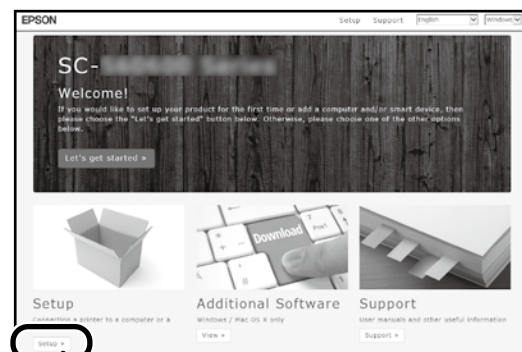 EPSON
Setup Support English Windows
SC-
Welcome!
If you would like to set up your product for the first time or add a computer and/or smart device, then
please choose the "Let's get started" button below. Otherwise, please choose one of the other options
below.
Let's get started »
Download
Setup
Additional Software
Support
Connecting a printer to a computer or a
Windows / Mac OS X only
User manuals and other useful information
Setup »
View »
Support »